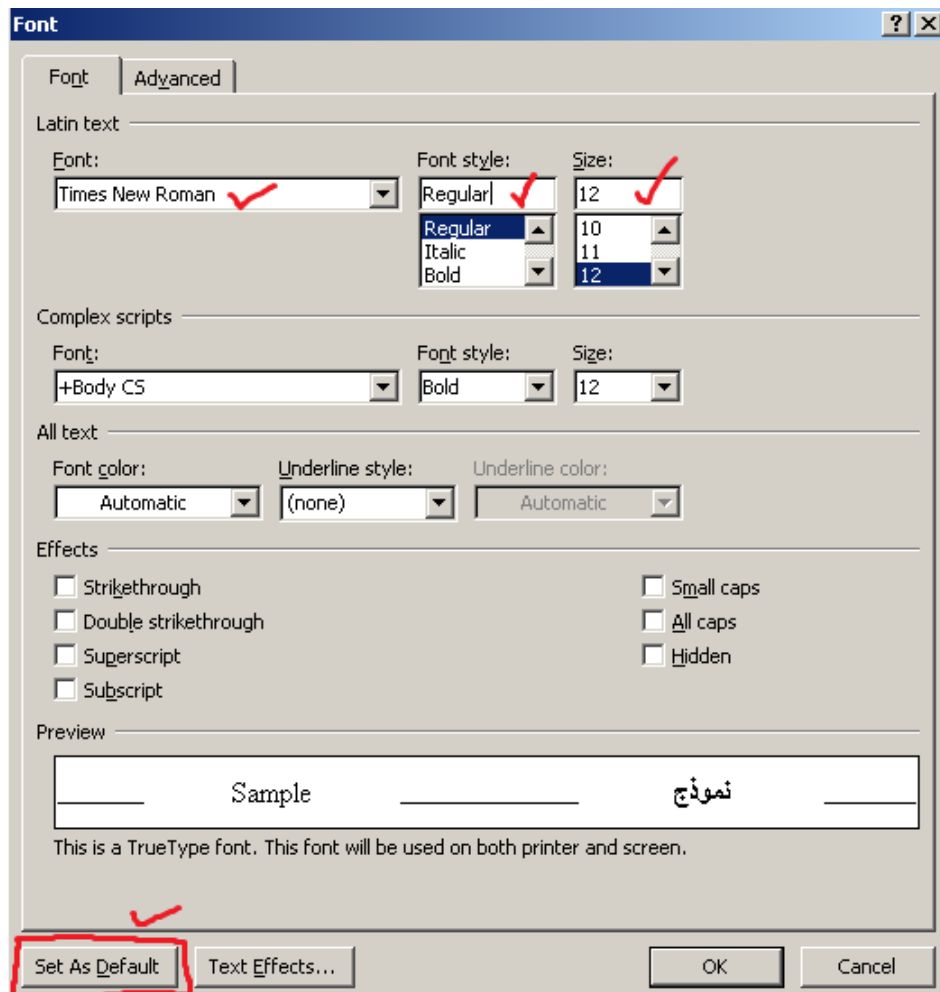 Font
Font Advanced
Latin text
Font: Font style: Size:
Times New Roman Regular 12
Regular 10
Italic 11
Bold 12
Complex scripts
Font: Font style: Size:
+Body CS Bold 12
All text
Font color: Underline style: Underline color:
Automatic (none) Automatic
Effects
Strikethrough Small caps
Double strikethrough All caps
Superscript Hidden
Subscript
Preview
Sample نموذج
This is a TrueType font. This font will be used on both printer and screen.
Set As Default Text Effects... OK Cancel